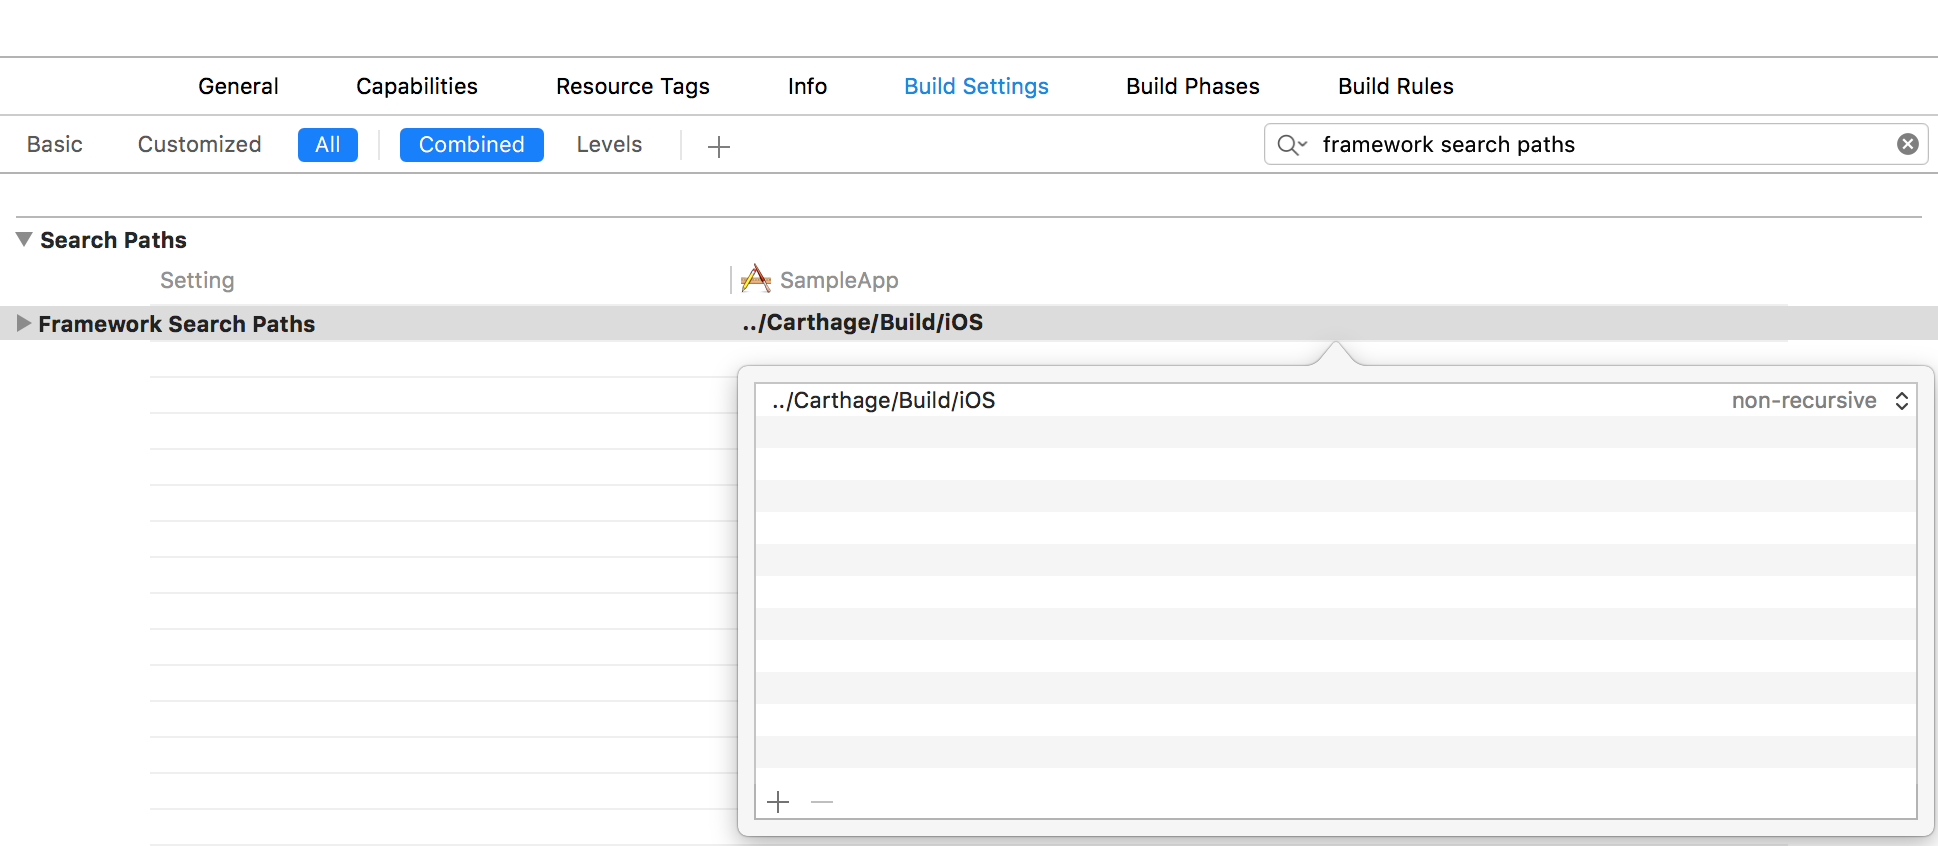 General Capabilities Resource Tags Info Build Settings Build Phases Build Rules
Basic Customized All Combined Levels framework search paths
Search Paths
Setting SampleApp
Framework Search Paths ../Carthage/Build/iOS
../Carthage/Build/iOS non-recursive